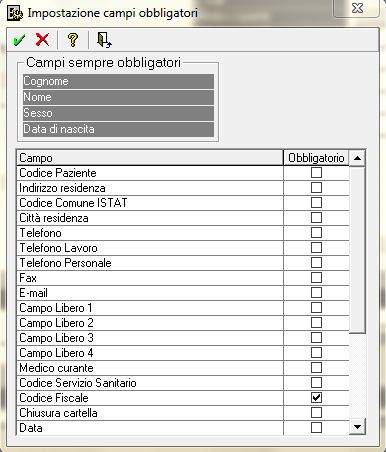 Impostazione campi obbligatori
Campi sempre obbligatori
Cognome
Nome
Sesso
Data di nascita
Campo Obbligatorio
Codice Paziente
Indirizzo residenza
Codice Comune ISTAT
Città residenza
Telefono
Telefono Lavoro
Telefono Personale
Fax
E-mail
Campo Libero 1
Campo Libero 2
Campo Libero 3
Campo Libero 4
Medico curante
Codice Servizio Sanitario
Codice Fiscale
Chiusura cartella
Data